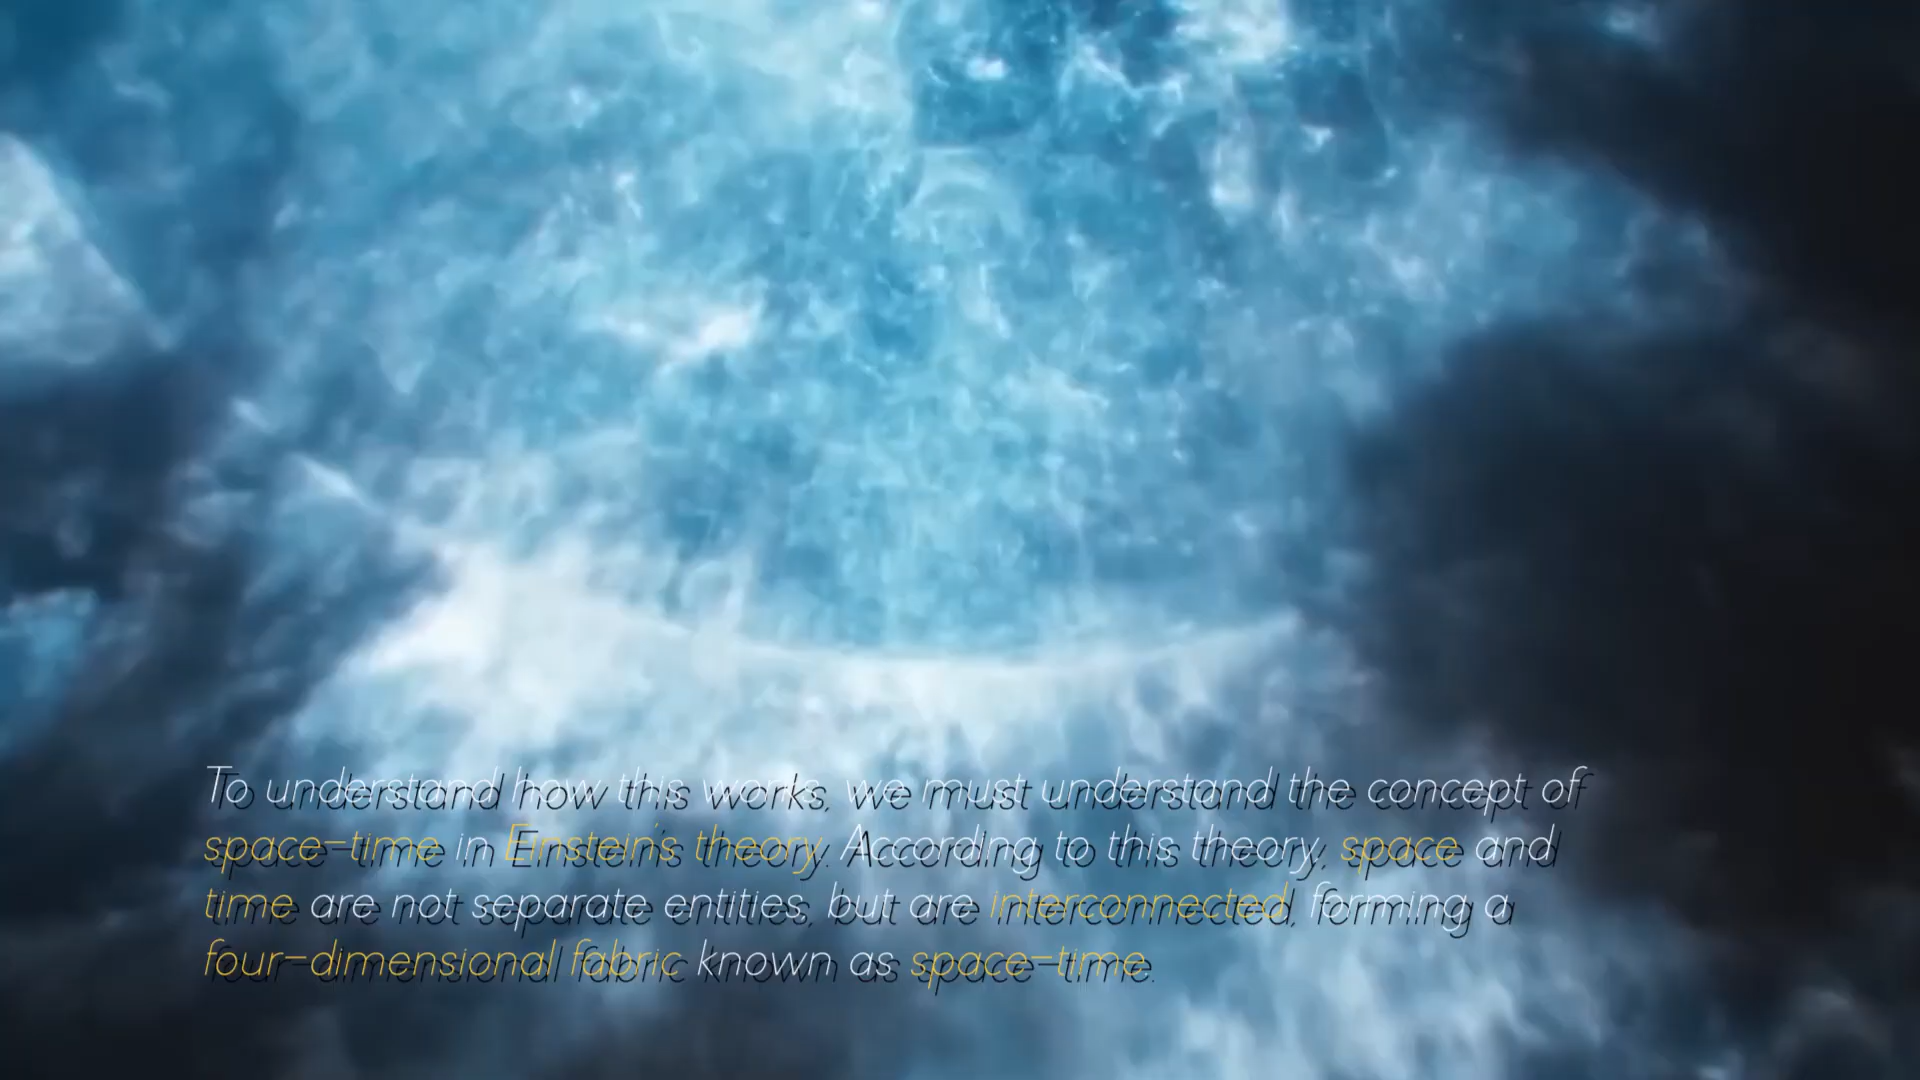 To understand how this works, we must understand the concept of
space-time in Einstein's theory. According to this theory, space and
time are not separate entities, but are interconnected, forming a
four-dimensional fabric known as space-time.